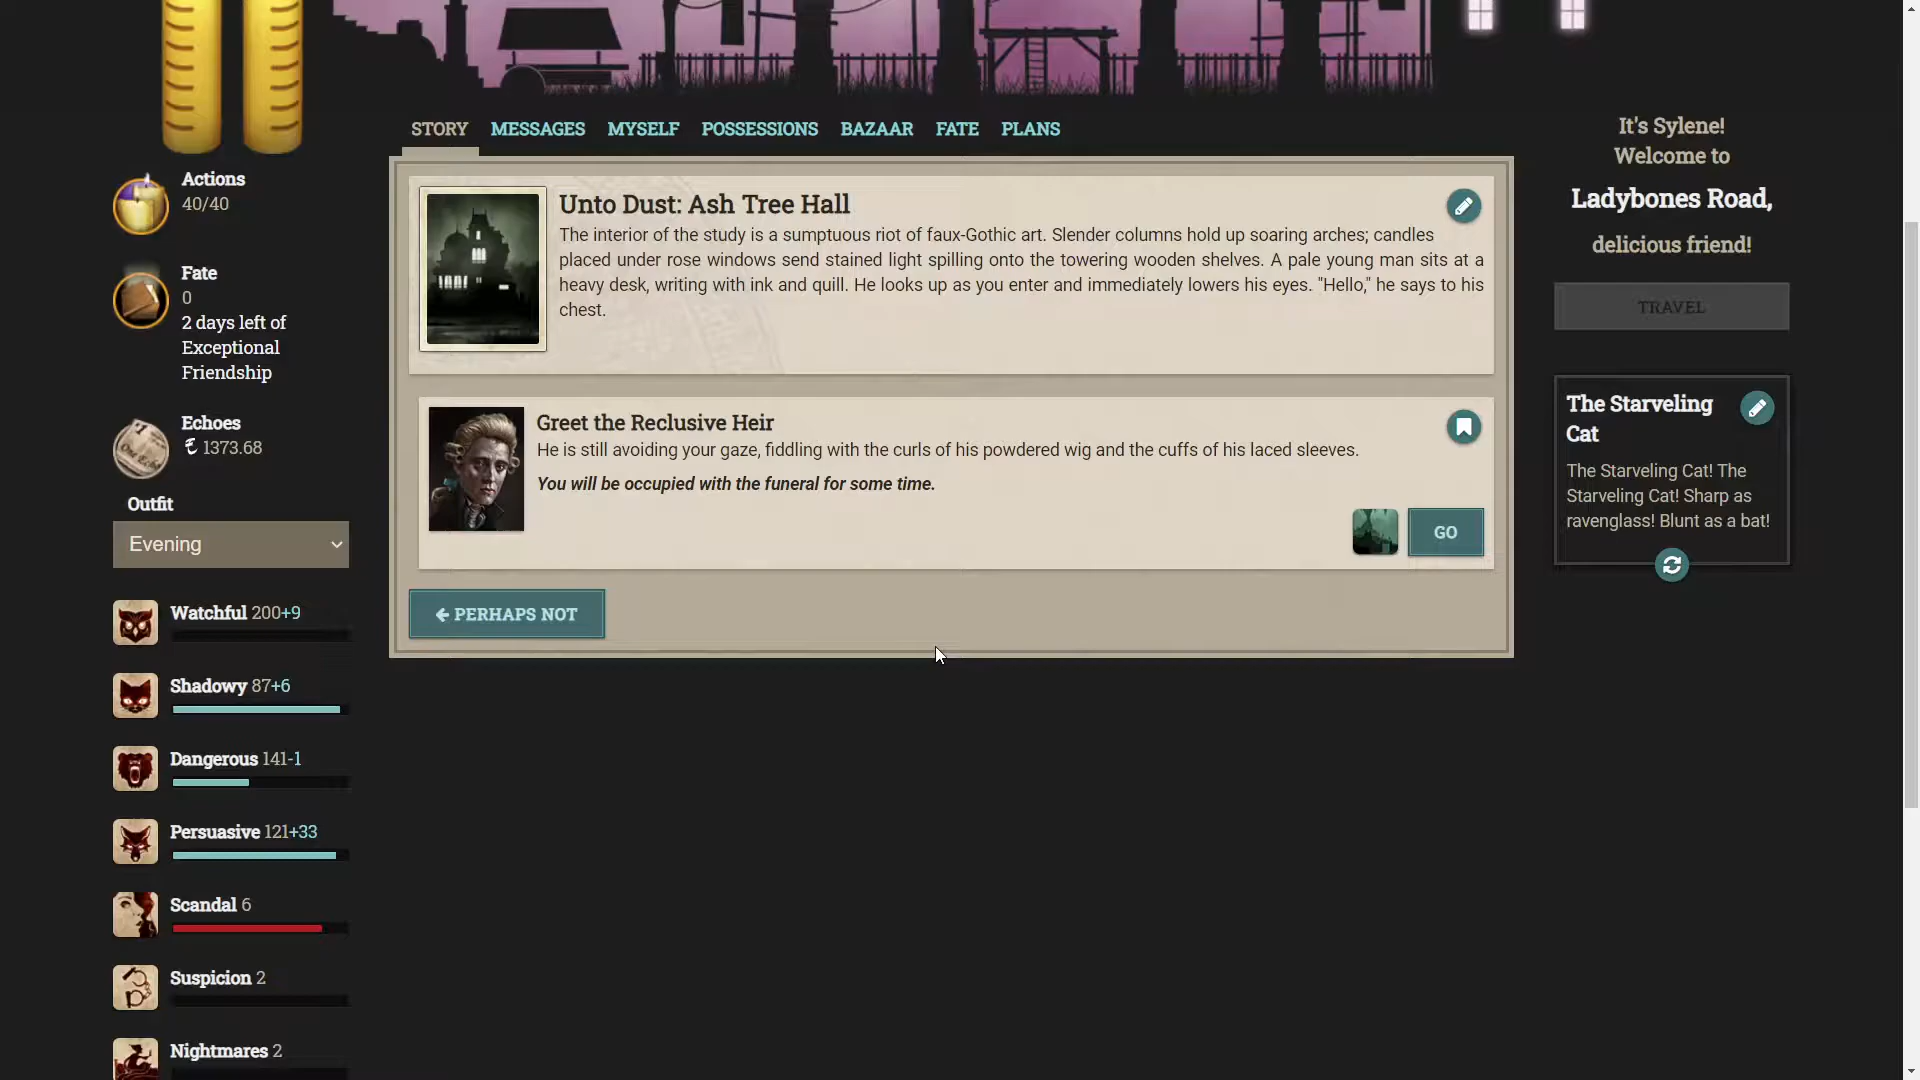 STORY MESSAGES MYSELF POSSESSIONS BAZAAR FATE PLANS
Actions
40/40
Fate
0
2 days left of
Exceptional
Friendship
Echoes
1373.68
Outfit
Evening
Watchful 200+9
Shadowy 87+6
Dangerous 141-1
Persuasive 121+33
Scandal 6
Suspicion 2
Nightmares 2
Unto Dust: Ash Tree Hall
The interior of the study is a sumptuous riot of faux-Gothic art. Slender columns hold up soaring arches; candles
placed under rose windows send stained light spilling onto the towering wooden shelves. A pale young man sits at a
heavy desk, writing with ink and quill. He looks up as you enter and immediately lowers his eyes. "Hello," he says to his
chest.
Greet the Reclusive Heir
He is still avoiding your gaze, fiddling with the curls of his powdered wig and the cuffs of his laced sleeves.
You will be occupied with the funeral for some time.
GO
PERHAPS NOT
It's Sylene!
Welcome to
Ladybones Road,
delicious friend!
TRAVEL
The Starveling
Cat
The Starveling Cat! The
Starveling Cat! Sharp as
ravenglass! Blunt as a bat!